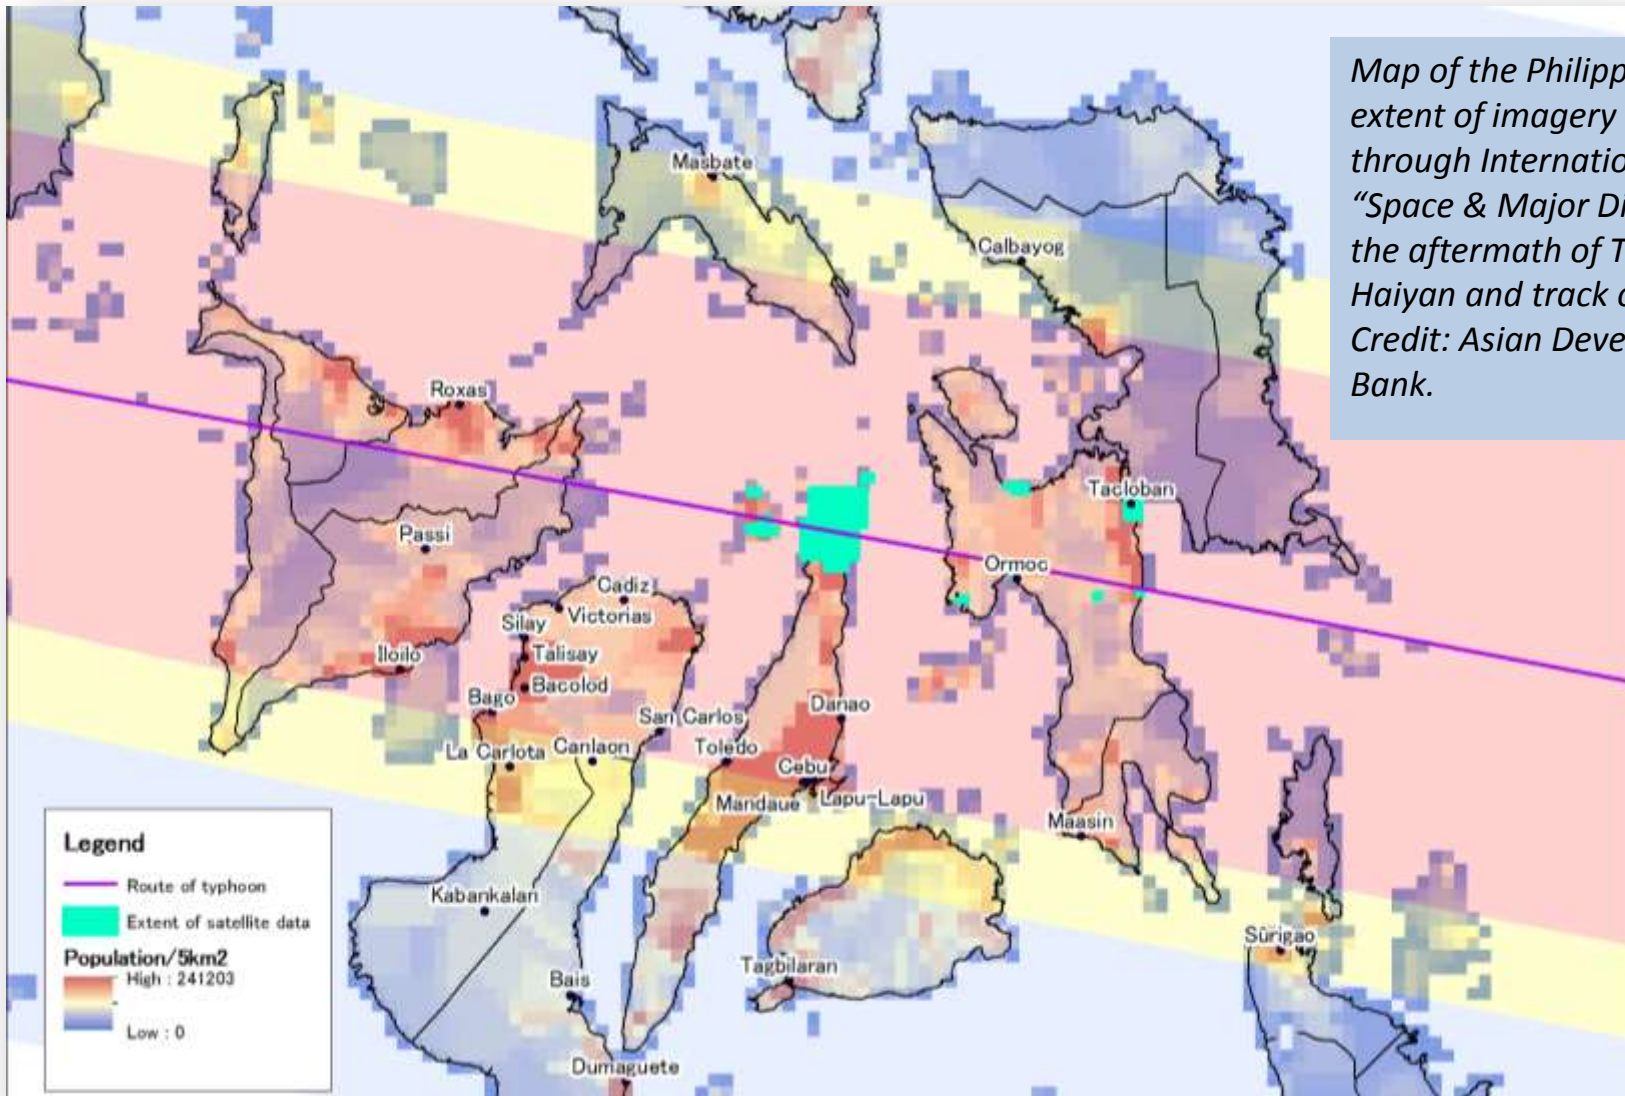 Map of the Philipp
extent of imagery
through Internatio
“Space & Major Di
the aftermath of T
Haiyan and track o
Credit: Asian Deve
Bank.
Masbate
Calbayog
Roxas
Tacloban
Passi
Ormoc
Cadiz
Victorias
Silay
Talisay
Iloilo
Bacolod
Bago
San Carlos
Danao
La Carlota
Canlaon
Toledo
Cebu
Mandaue
Lapu-Lapu
Maasin
Kabankalan
Surigao
Tagbilaran
Bais
Dumaguete
Legend
Route of typhoon
Extent of satellite data
Population/5km2
High : 241203
Low : 0